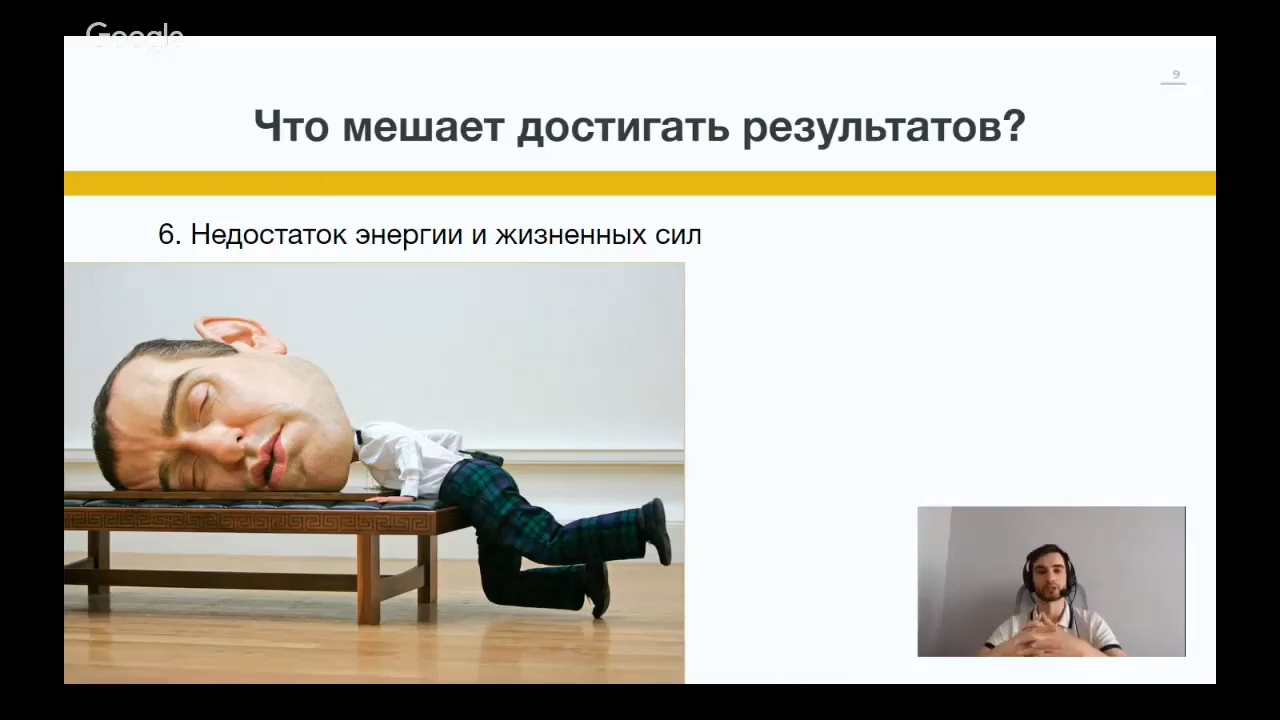 Google
9
Что мешает достигать результатов?
6. Недостаток энергии и жизненных сил